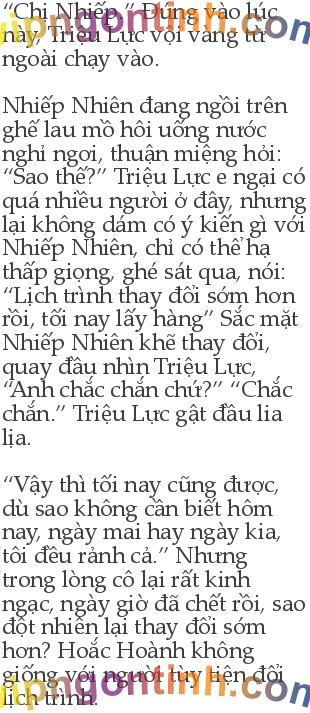 “Chị Nhiếp.” Đúng vào lúc
này, Triệu Lực vội vàng từ
ngoài chạy vào.
Nhiếp Nhiên đang ngồi trên
ghế lau mồ hôi uống nước
nghỉ ngơi, thuận miệng hỏi:
“Sao thế?” Triệu Lực e ngại có
quá nhiều người ở đây, nhưng
lại không dám có ý kiến gì với
Nhiếp Nhiên, chỉ có thể hạ
thấp giọng, ghé sát qua, nói:
“Lịch trình thay đổi sớm hơn
rồi, tối nay lấy hàng” Sắc mặt
Nhiếp Nhiên khẽ thay đổi,
quay đầu nhìn Triệu Lực,
“Anh chắc chắn chứ?” “Chắc
chắn.” Triệu Lực gật đầu lia
lịa.
“Vậy thì tối nay cũng được,
dù sao không cần biết hôm
nay, ngày mai hay ngày kia,
tôi đều rảnh cả.” Nhưng
trong lòng cô lại rất kinh
ngạc, ngày giờ đã chết rồi, sao
đột nhiên lại thay đổi sớm
hơn? Hoắc Hoành không
giống với người tùy tiện đổi
lịch trình.
vipngontinh.com
vipngontinh.com